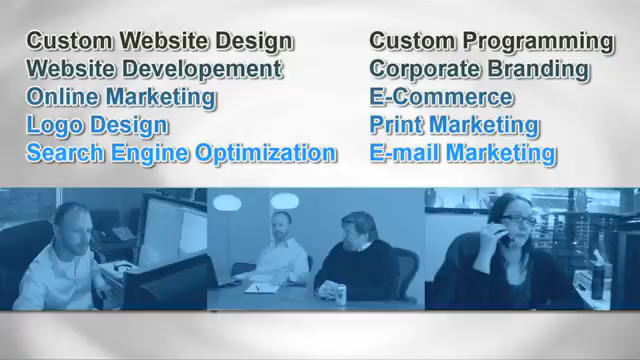 Custom Website Design
Website Developement
Online Marketing
Logo Design
Search Engine Optimization
Custom Programming
Corporate Branding
E-Commerce
Print Marketing
E-mail Marketing